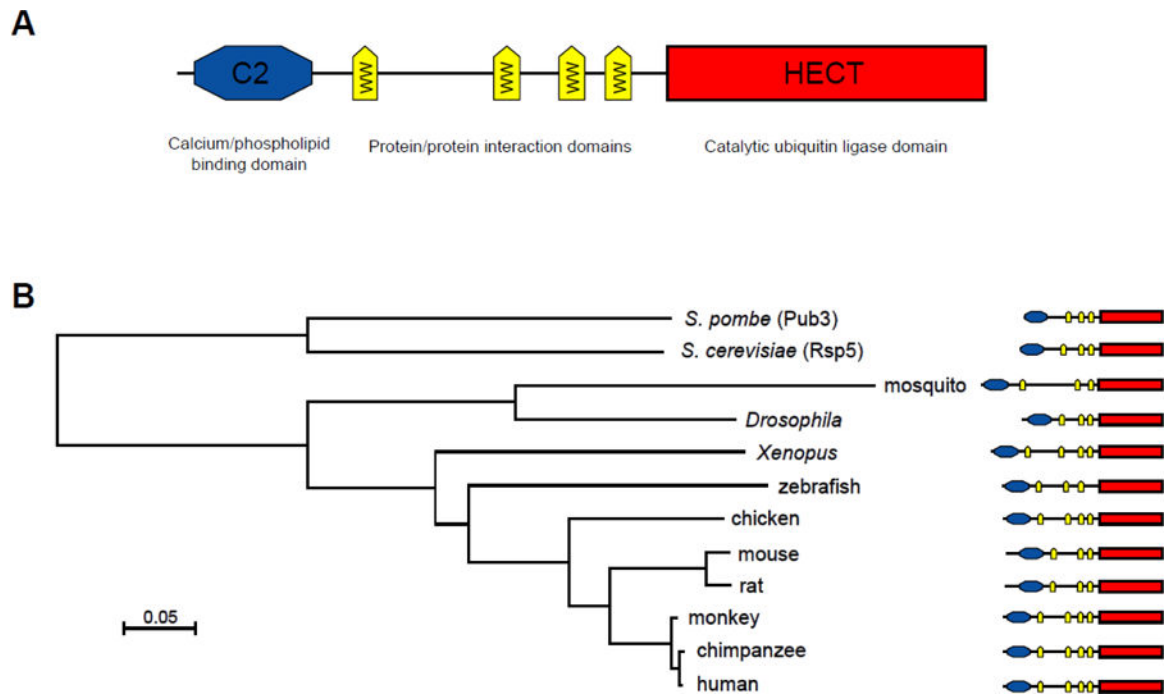 A
C2
WW
WW
WW
WW
HECT
Calcium/phospholipid
binding domain
Protein/protein interaction domains
Catalytic ubiquitin ligase domain
B
S. pombe (Pub3)
S. cerevisiae (Rsp5)
mosquito
Drosophila
Xenopus
zebrafish
chicken
mouse
rat
monkey
chimpanzee
human
0.05